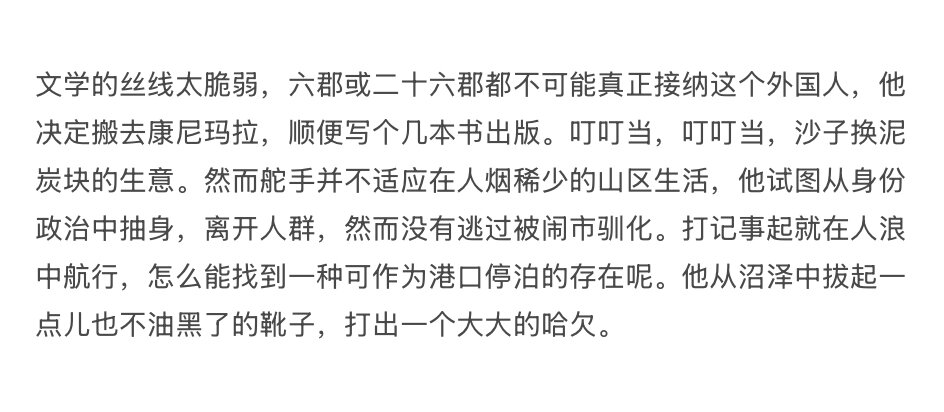 文学的丝线太脆弱，六郡或二十六郡都不可能真正接纳这个外国人，他
决定搬去康尼玛拉，顺便写个几本书出版。叮叮当，叮叮当，沙子换泥
炭块的生意。然而舵手并不适应在人烟稀少的山区生活，他试图从身份
政治中抽身，离开人群，然而没有逃过被闹市驯化。打记事起就在人浪
中航行，怎么能找到一种可作为港口停泊的存在呢。他从沼泽中拔起一
点儿也不油黑了的靴子，打出一个大大的哈欠。